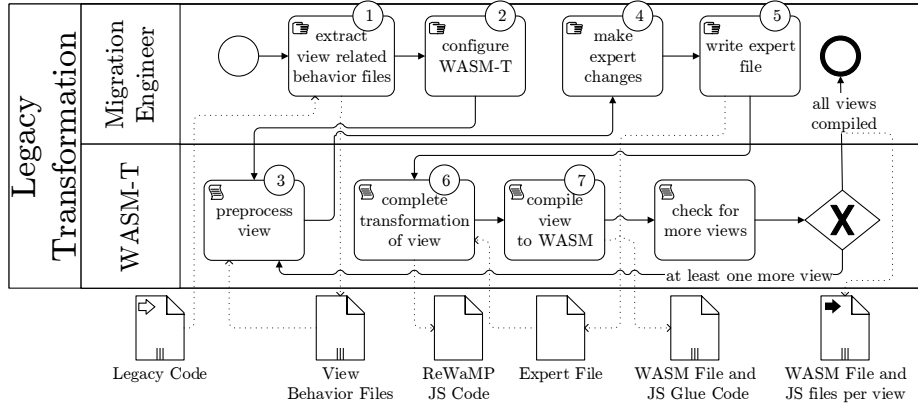 Legacy
Transformation
Migration
Engineer
WASM-T
1
extract
view related
behavior files
2
configure
WASM-T
4
make
expert
changes
5
write expert
file
all views
compiled
3
preprocess
view
6
complete
transformation
of view
7
compile
view
to WASM
check for
more views
X
at least one more view
Legacy Code
View
Behavior Files
ReWaMP
JS Code
Expert File
WASM File and
JS Glue Code
WASM File and
JS files per view